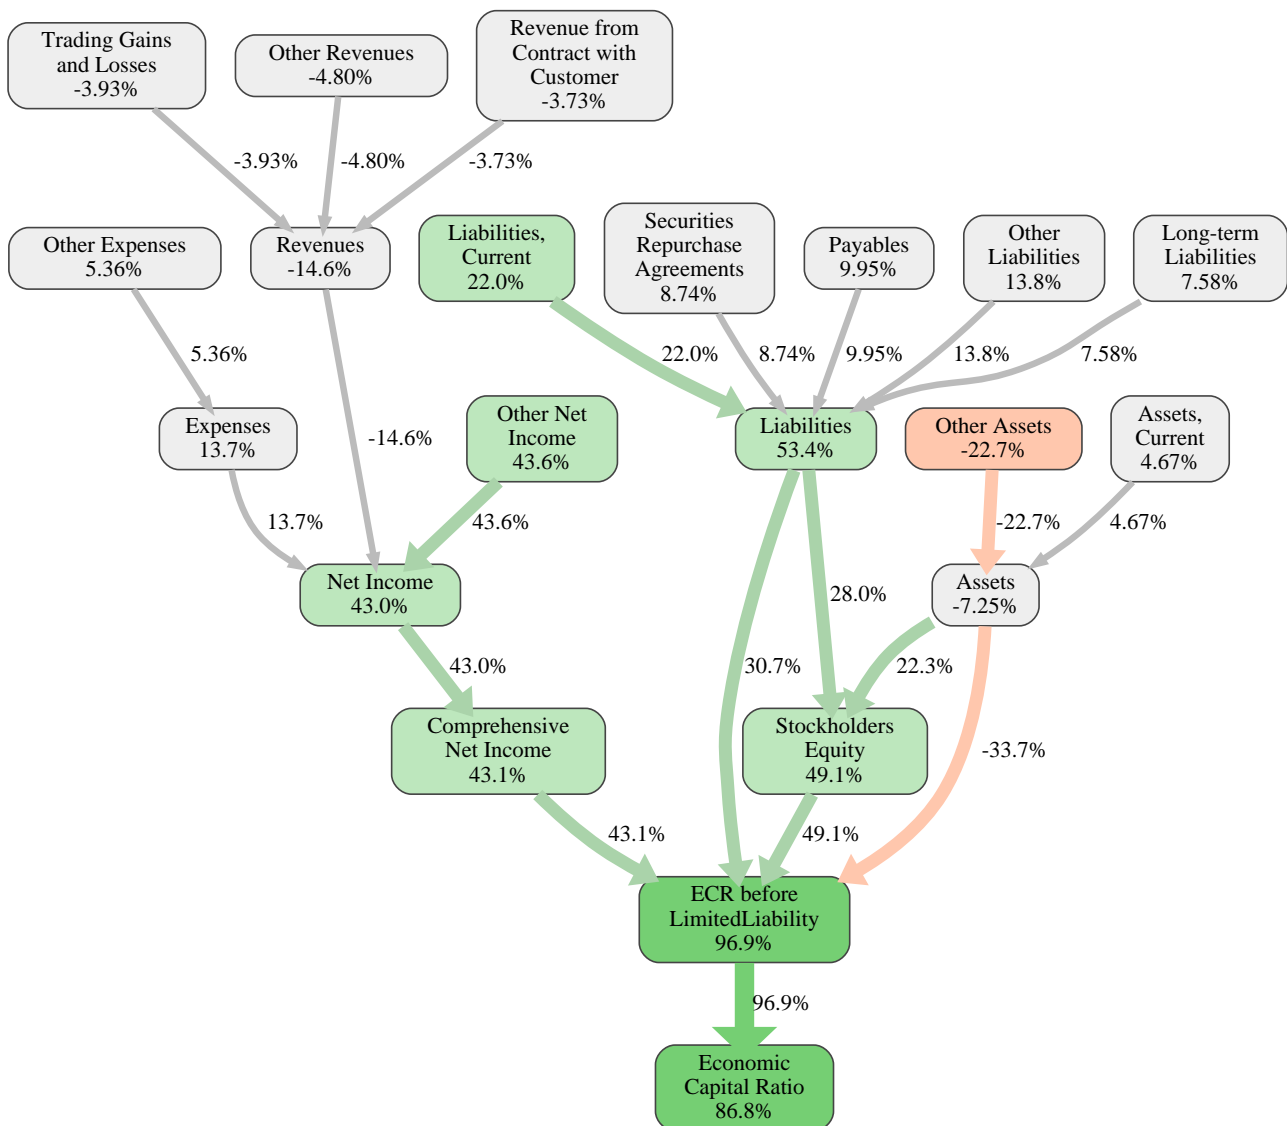 Trading Gains
and Losses
-3.93%
Other Revenues
-4.80%
Revenue from
Contract with
Customer
-3.73%
-3.93%
-4.80%
-3.73%
Other Expenses
5.36%
Revenues
-14.6%
Liabilities,
Current
22.0%
Securities
Repurchase
Agreements
8.74%
Payables
9.95%
Other
Liabilities
13.8%
Long-term
Liabilities
7.58%
5.36%
22.0%
8.74%
9.95%
13.8%
7.58%
Expenses
13.7%
-14.6%
Other Net
Income
43.6%
Liabilities
53.4%
Other Assets
-22.7%
Assets,
Current
4.67%
13.7%
43.6%
-22.7%
4.67%
Net Income
43.0%
28.0%
Assets
-7.25%
43.0%
30.7%
22.3%
Comprehensive
Net Income
43.1%
Stockholders
Equity
49.1%
-33.7%
43.1%
49.1%
ECR before
LimitedLiability
96.9%
96.9%
Economic
Capital Ratio
86.8%